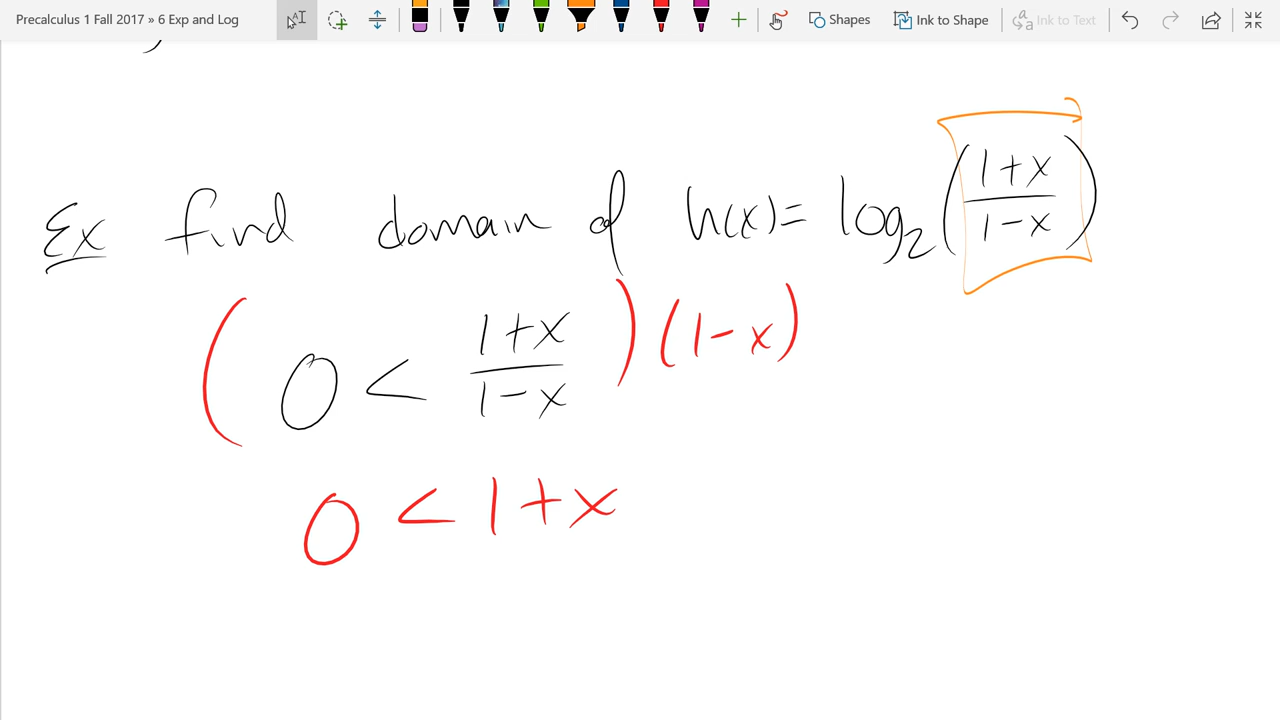 Precalculus 1 Fall 2017 » 6 Exp and Log
Shapes
Ink to Shape
Ink to Text
Ex find domain of h(x) = log₂((1+x)/(1-x))
(0 < (1+x)/(1-x))(1-x)
0 < 1+x